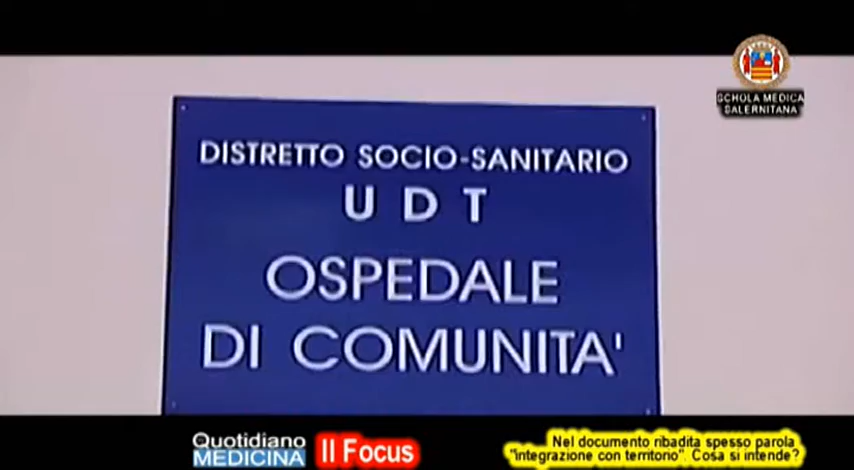 SCHOLA MEDICA
SALERNITANA
DISTRETTO SOCIO-SANITARIO
U D T
OSPEDALE
DI COMUNITA'
Quotidiano
MEDICINA
Il Focus
Nel documento ribadita spesso parola
"integrazione con territorio". Cosa si intende?